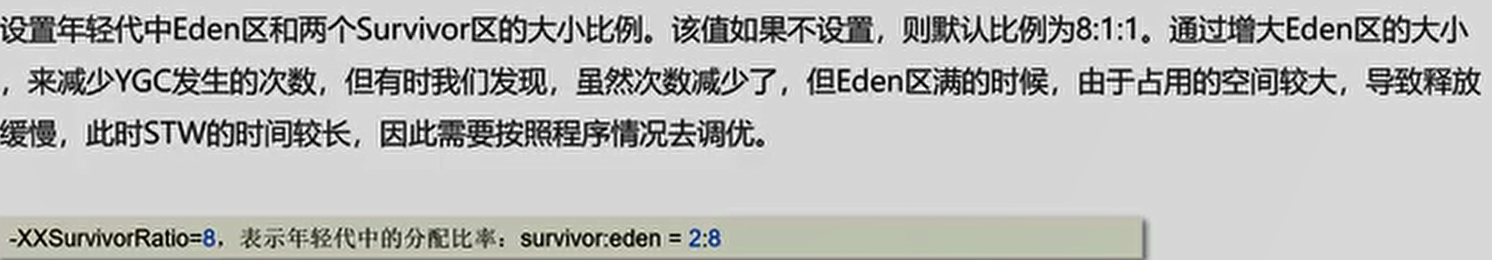 设置年轻代中Eden区和两个Survivor区的大小比例。该值如果不设置，则默认比例为8:1:1。通过增大Eden区的大小
，来减少YGC发生的次数，但有时我们发现，虽然次数减少了，但Eden区满的时候，由于占用的空间较大，导致释放
缓慢，此时STW的时间较长，因此需要按照程序情况去调优。
-XXSurvivorRatio=8，表示年轻代中的分配比率：survivor:eden = 2:8